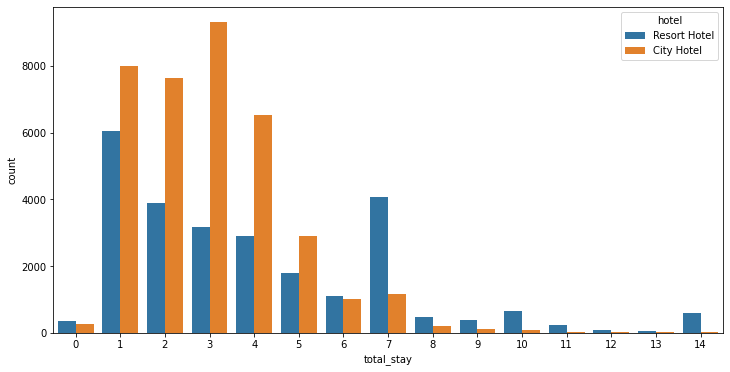 hotel
Resort Hotel
City Hotel
count
8000
6000
4000
2000
0
0 1 2 3 4 5 6 7 8 9 10 11 12 13 14
total_stay